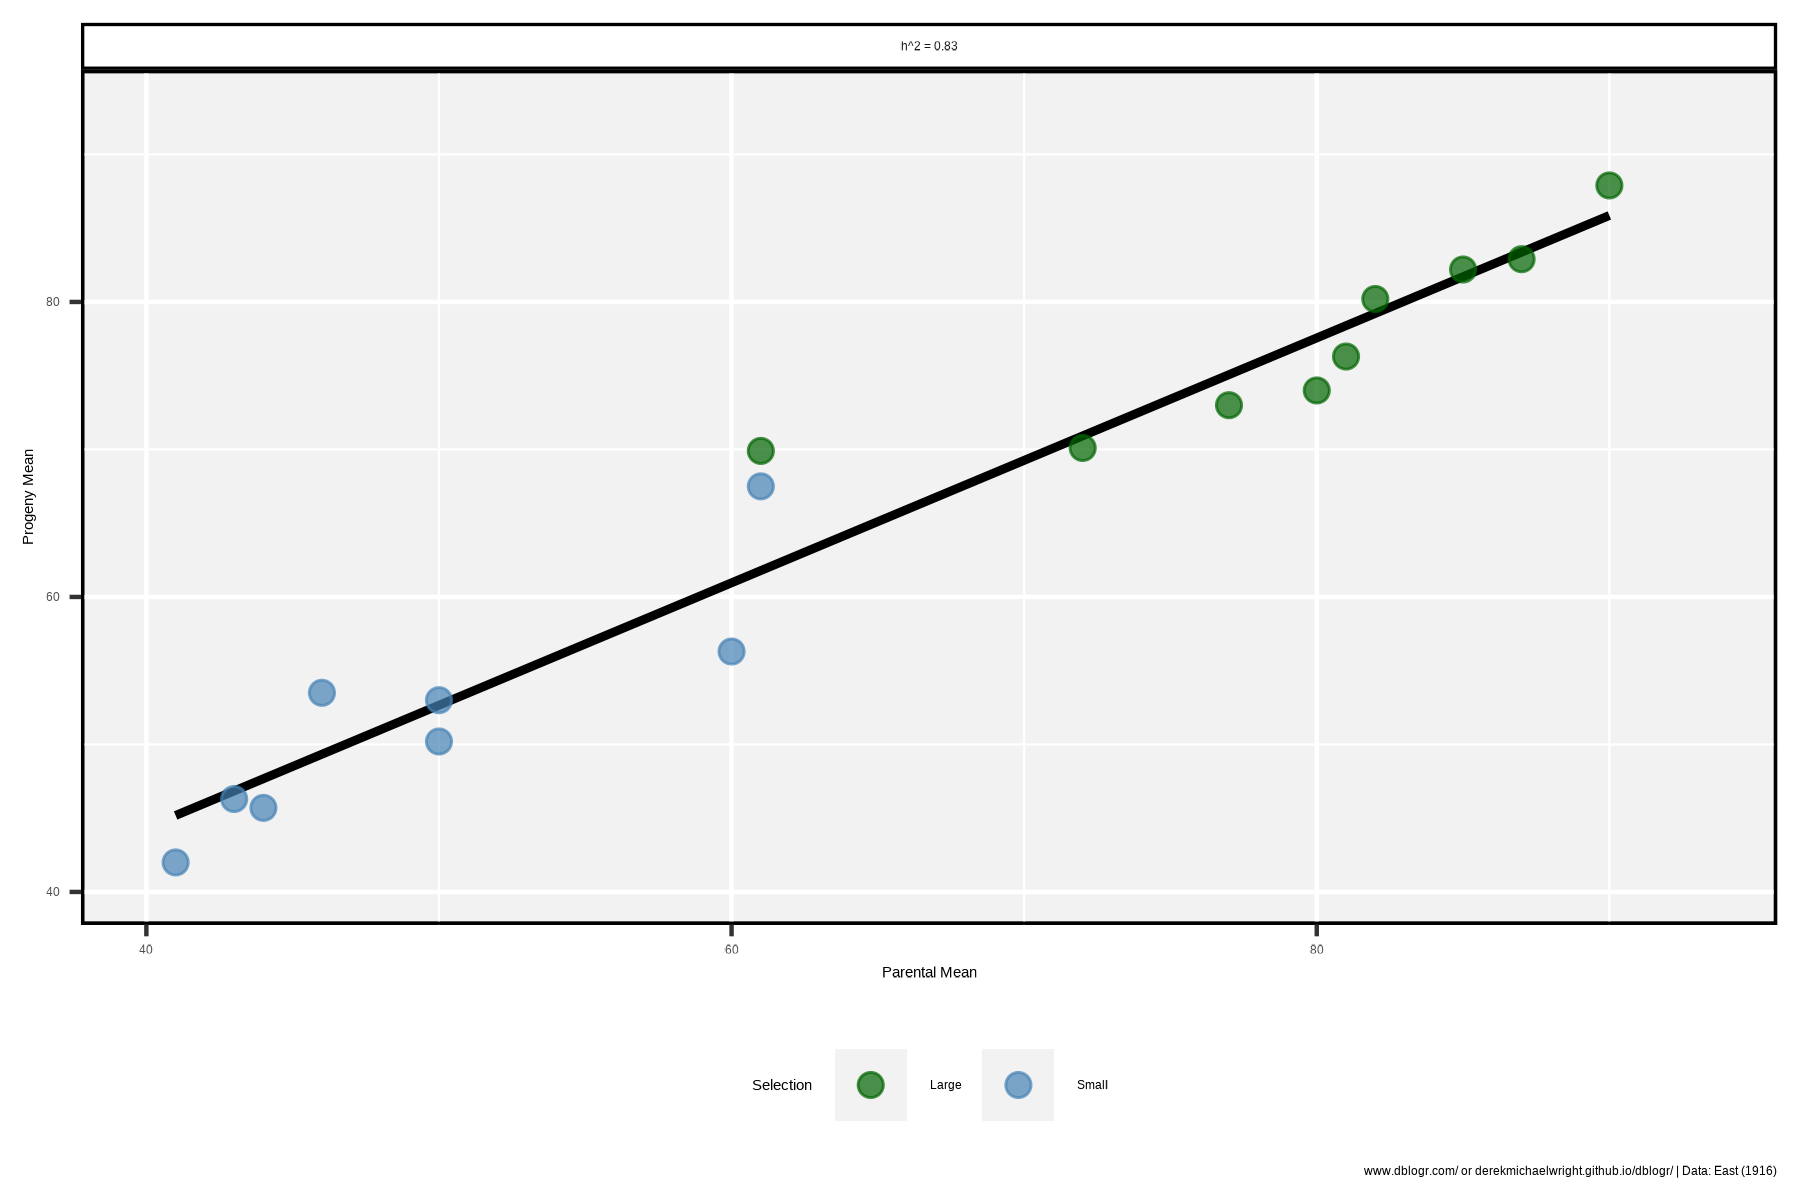 h^2 = 0.83
Progeny Mean
80
60
40
40 60 80
Parental Mean
Selection Large Small
www.dblogr.com/ or derekmichaelwright.github.io/dblogr/ | Data: East (1916)